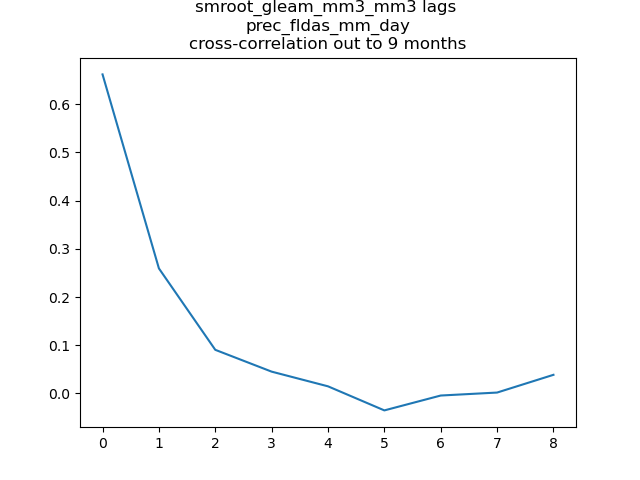 smroot_gleam_mm3_mm3 lags
prec_fldas_mm_day
cross-correlation out to 9 months
0.6
0.5
0.4
0.3
0.2
0.1
0.0
0 1 2 3 4 5 6 7 8